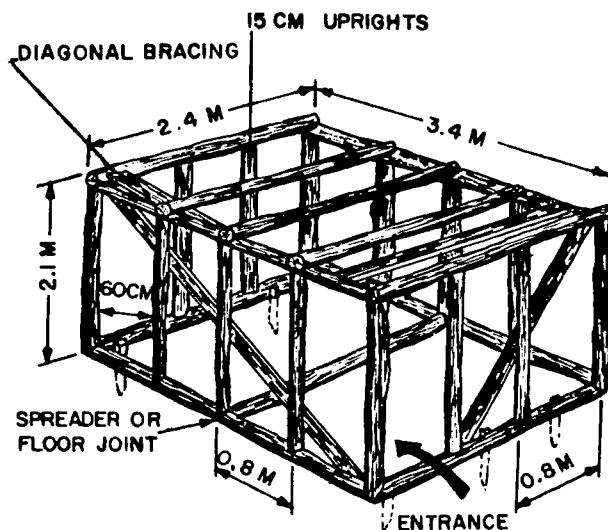 15 CM UPRIGHTS
DIAGONAL BRACING
2.4 M
3.4 M
2.1 M
60CM
SPREADER OR
FLOOR JOINT
0.8 M
0.8 M
ENTRANCE